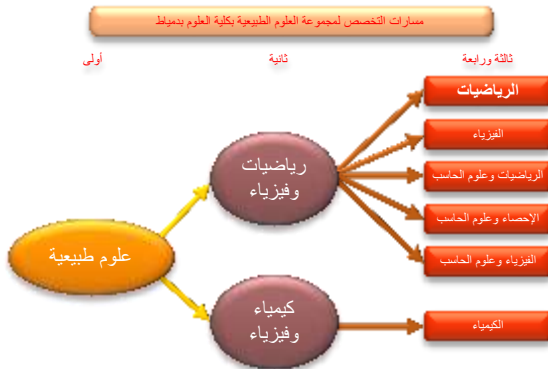 مسارات التخصص لمجموعة العلوم الطبيعية بكلية العلوم بدمياط
أولى
ثانية
ثالثة ورابعة
علوم طبيعية
رياضيات
وفيزياء
كيمياء
وفيزياء
الرياضيات
الفيزياء
الرياضيات وعلوم الحاسب
الإحصاء وعلوم الحاسب
الفيزياء وعلوم الحاسب
الكيمياء